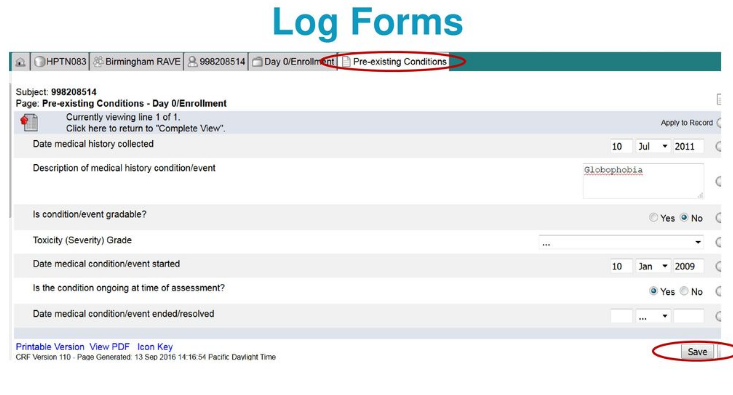 Log Forms
HPTN083 Birmingham RAVE 998208514 Day 0/Enrollment Pre-existing Conditions
Subject: 998208514
Page: Pre-existing Conditions - Day 0/Enrollment
Currently viewing line 1 of 1.
Click here to return to "Complete View".
Apply to Record
Date medical history collected 10 Jul 2011
Description of medical history condition/event Globophobia
Is condition/event gradable? Yes No
Toxicity (Severity) Grade ...
Date medical condition/event started 10 Jan 2009
Is the condition ongoing at time of assessment? Yes No
Date medical condition/event ended/resolved ...
Printable Version View PDF Icon Key
CRF Version 110 - Page Generated: 13 Sep 2016 14:16:54 Pacific Daylight Time
Save